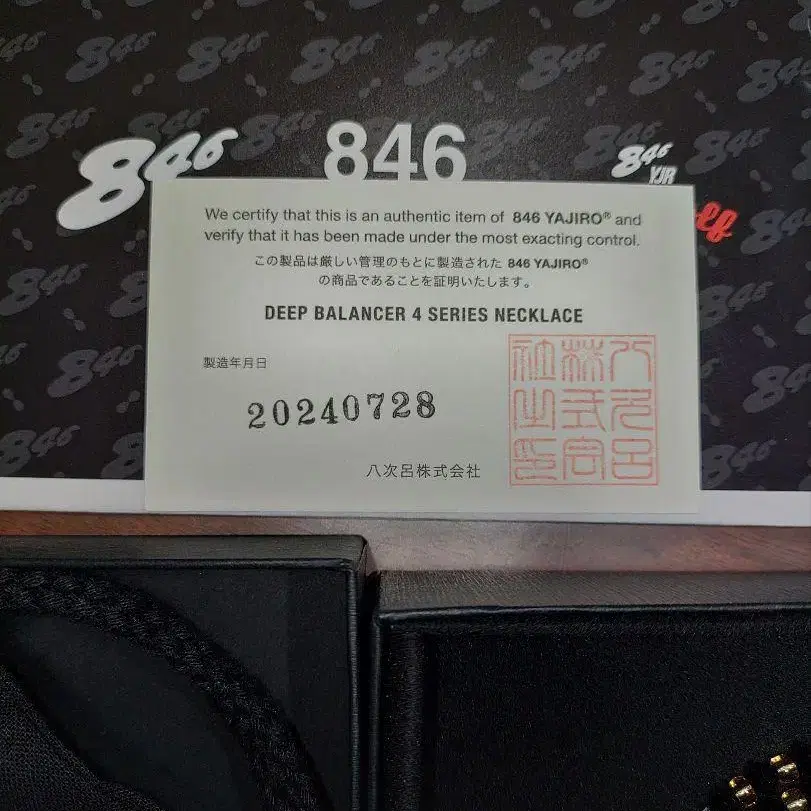 846 846 846 YJR
We certify that this is an authentic item of 846 YAJIRO® and
verify that it has been made under the most exacting control.
この製品は厳しい管理のもとに製造された 846 YAJIRO®
の商品であることを証明いたします。
DEEP BALANCER 4 SERIES NECKLACE
製造年月日
20240728
八次呂株式会社